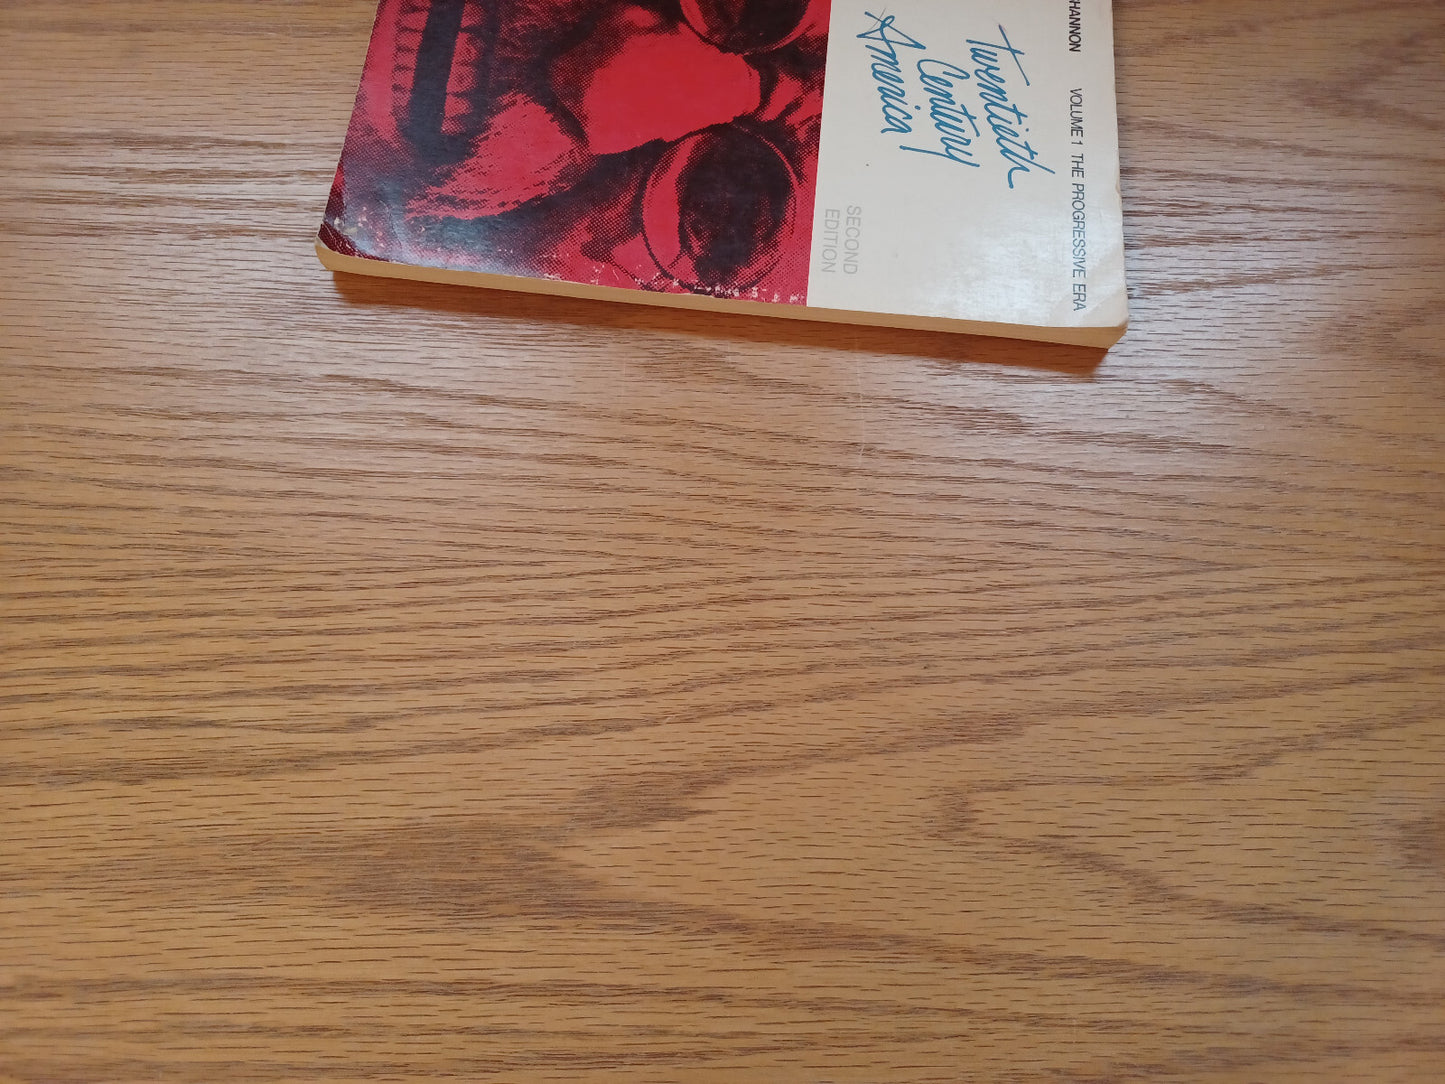 HANNON VOLUME 1 THE PROGRESSIVE ERA
Twentieth
Century
America
SECOND
EDITION